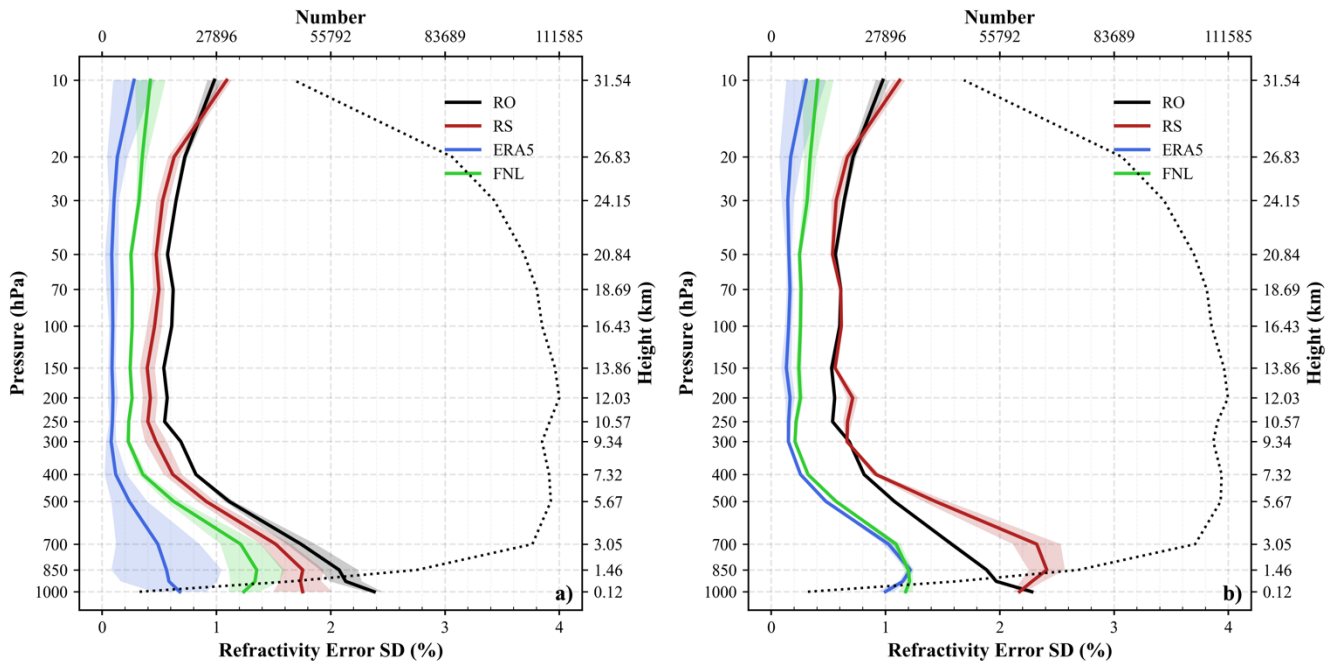 Number
0 27896 55792 83689 111585
10 31.54
RO
RS
20 26.83
ERA5
FNL
30 24.15
50 20.84
70 18.69
100 16.43
150 13.86
200 12.03
250 10.57
300 9.34
400 7.32
500 5.67
700 3.05
850 1.46
1000 0.12
Pressure (hPa)
Height (km)
a)
0 1 2 3 4
Refractivity Error SD (%)
Number
0 27896 55792 83689 111585
10 31.54
RO
RS
20 26.83
ERA5
FNL
30 24.15
50 20.84
70 18.69
100 16.43
150 13.86
200 12.03
250 10.57
300 9.34
400 7.32
500 5.67
700 3.05
850 1.46
1000 0.12
Pressure (hPa)
Height (km)
b)
0 1 2 3 4
Refractivity Error SD (%)